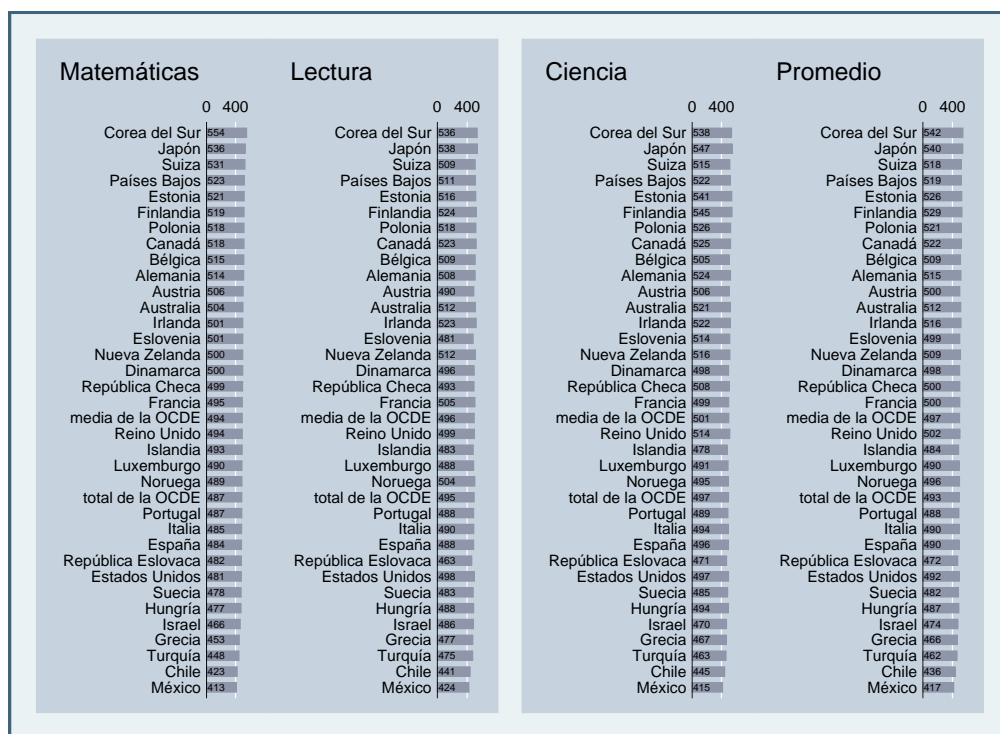 Matemáticas
0 400
Corea del Sur 554
Japón 536
Suiza 531
Países Bajos 523
Estonia 521
Finlandia 519
Polonia 518
Canadá 518
Bélgica 515
Alemania 514
Austria 506
Australia 504
Irlanda 501
Eslovenia 501
Nueva Zelanda 500
Dinamarca 500
República Checa 499
Francia 495
media de la OCDE 494
Reino Unido 494
Islandia 493
Luxemburgo 490
Noruega 489
total de la OCDE 487
Portugal 487
Italia 485
España 484
República Eslovaca 482
Estados Unidos 481
Suecia 478
Hungría 477
Israel 466
Grecia 453
Turquía 448
Chile 423
México 413
Lectura
0 400
Corea del Sur 536
Japón 538
Suiza 509
Países Bajos 511
Estonia 516
Finlandia 524
Polonia 518
Canadá 523
Bélgica 509
Alemania 508
Austria 490
Australia 512
Irlanda 523
Eslovenia 481
Nueva Zelanda 512
Dinamarca 496
República Checa 493
Francia 505
media de la OCDE 496
Reino Unido 499
Islandia 483
Luxemburgo 488
Noruega 504
total de la OCDE 495
Portugal 488
Italia 490
España 488
República Eslovaca 463
Estados Unidos 498
Suecia 483
Hungría 488
Israel 486
Grecia 477
Turquía 475
Chile 441
México 424
Ciencia
0 400
Corea del Sur 538
Japón 547
Suiza 515
Países Bajos 522
Estonia 541
Finlandia 545
Polonia 526
Canadá 525
Bélgica 505
Alemania 524
Austria 506
Australia 521
Irlanda 522
Eslovenia 514
Nueva Zelanda 516
Dinamarca 498
República Checa 508
Francia 499
media de la OCDE 501
Reino Unido 514
Islandia 478
Luxemburgo 491
Noruega 495
total de la OCDE 497
Portugal 489
Italia 494
España 496
República Eslovaca 471
Estados Unidos 497
Suecia 485
Hungría 494
Israel 470
Grecia 467
Turquía 463
Chile 445
México 415
Promedio
0 400
Corea del Sur 542
Japón 540
Suiza 518
Países Bajos 519
Estonia 526
Finlandia 529
Polonia 521
Canadá 522
Bélgica 509
Alemania 515
Austria 500
Australia 512
Irlanda 516
Eslovenia 499
Nueva Zelanda 509
Dinamarca 498
República Checa 500
Francia 500
media de la OCDE 497
Reino Unido 502
Islandia 484
Luxemburgo 490
Noruega 496
total de la OCDE 493
Portugal 488
Italia 490
España 490
República Eslovaca 472
Estados Unidos 492
Suecia 482
Hungría 487
Israel 474
Grecia 466
Turquía 462
Chile 436
México 417